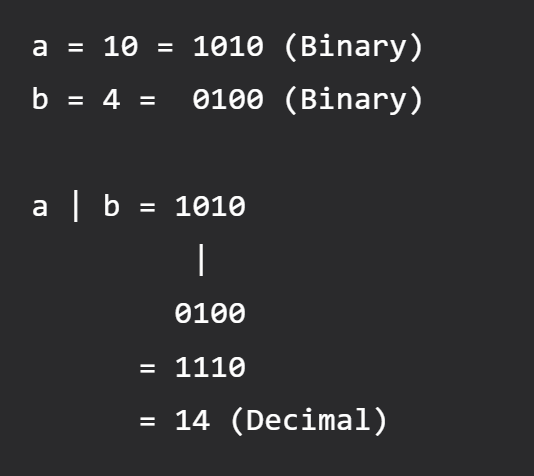 a = 10 = 1010 (Binary)
b = 4 =  0100 (Binary)
a | b = 1010
|
0100
= 1110
= 14 (Decimal)